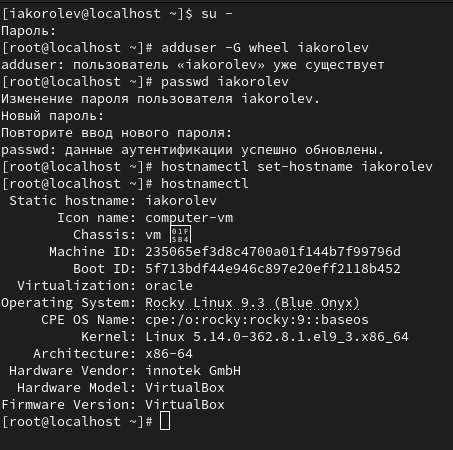 [iakorolev@localhost ~]$ su -
Пароль:
[root@localhost ~]# adduser -G wheel iakorolev
adduser: пользователь «iakorolev» уже существует
[root@localhost ~]# passwd iakorolev
Изменение пароля пользователя iakorolev.
Новый пароль:
Повторите ввод нового пароля:
passwd: данные аутентификации успешно обновлены.
[root@localhost ~]# hostnamectl set-hostname iakorolev
[root@localhost ~]# hostnamectl
Static hostname: iakorolev
Icon name: computer-vm
Chassis: vm 🖴
Machine ID: 235065ef3d8c4700a01f144b7f99796d
Boot ID: 5f713bdf44e946c897e20eff2118b452
Virtualization: oracle
Operating System: Rocky Linux 9.3 (Blue Onyx)
CPE OS Name: cpe:/o:rocky:rocky:9::baseos
Kernel: Linux 5.14.0-362.8.1.el9_3.x86_64
Architecture: x86-64
Hardware Vendor: innotek GmbH
Hardware Model: VirtualBox
Firmware Version: VirtualBox
[root@localhost ~]#